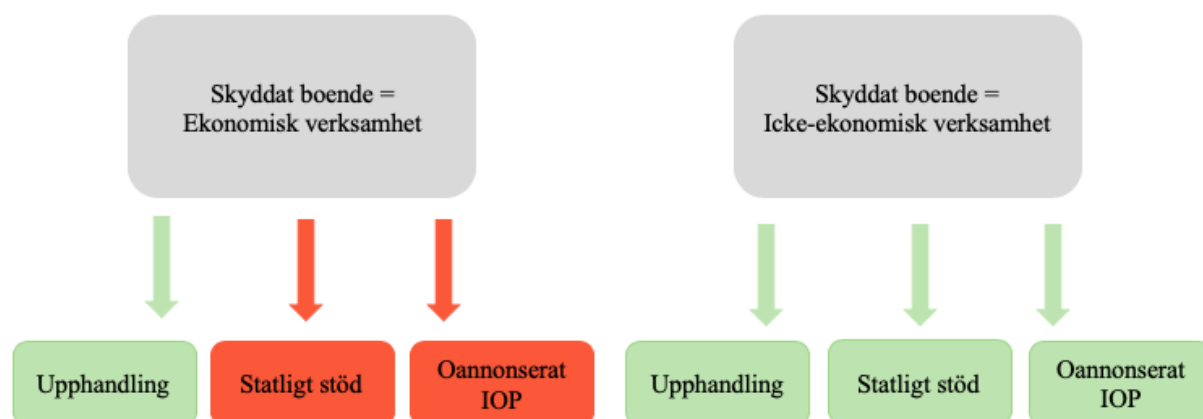 Skyddat boende =
Ekonomisk verksamhet
Skyddat boende =
Icke-ekonomisk verksamhet
Upphandling
Statligt stöd
Oannonserat
IOP
Upphandling
Statligt stöd
Oannonserat
IOP